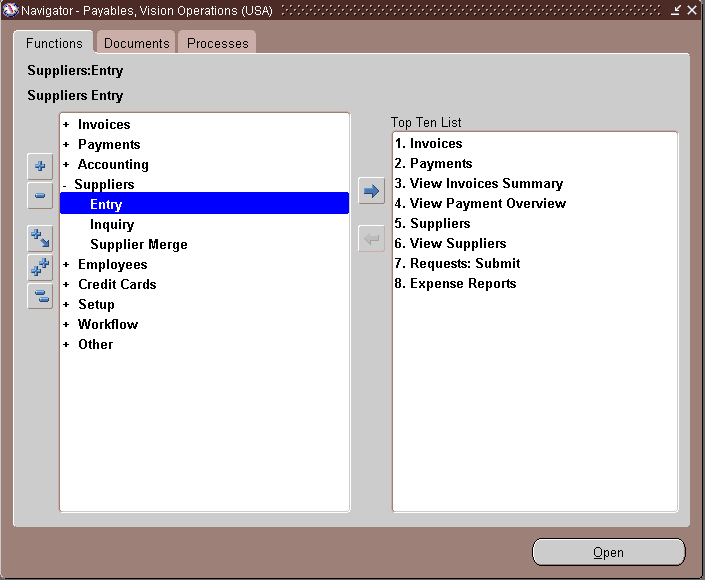 Navigator - Payables, Vision Operations (USA)
Functions
Documents
Processes
Suppliers:Entry
Suppliers Entry
+ Invoices
+ Payments
+ Accounting
- Suppliers
Entry
Inquiry
Supplier Merge
+ Employees
+ Credit Cards
+ Setup
+ Workflow
+ Other
Top Ten List
1. Invoices
2. Payments
3. View Invoices Summary
4. View Payment Overview
5. Suppliers
6. View Suppliers
7. Requests: Submit
8. Expense Reports
Open